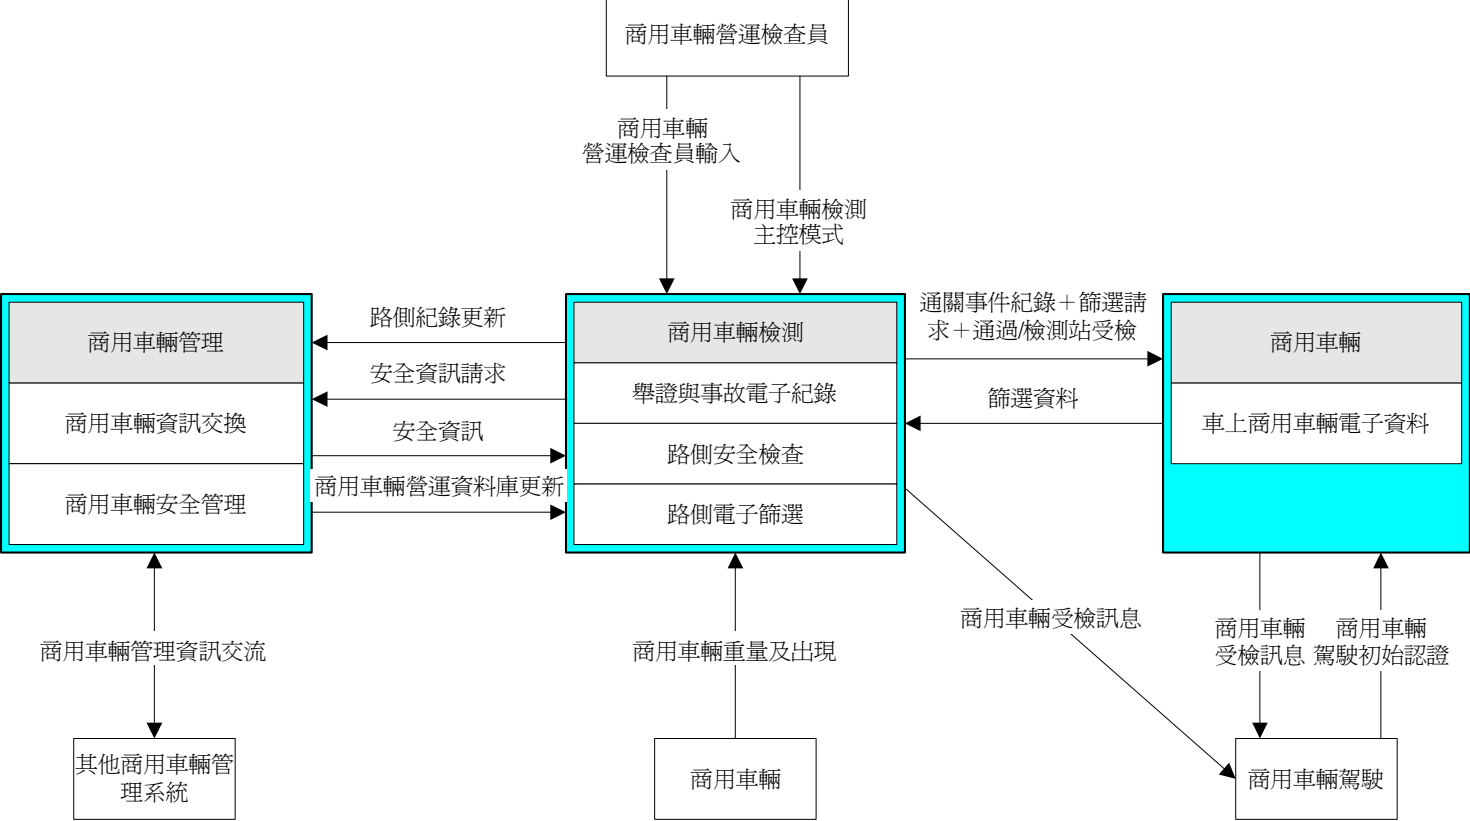 商用車輛營運檢查員
商用車輛
營運檢查員輸入
商用車輛檢測
主控模式
商用車輛管理
商用車輛資訊交換
商用車輛安全管理
路側紀錄更新
安全資訊請求
安全資訊
商用車輛營運資料庫更新
商用車輛檢測
舉證與事故電子紀錄
路側安全檢查
路側電子篩選
通關事件紀錄＋篩選請
求＋通過/檢測站受檢
篩選資料
商用車輛
車上商用車輛電子資料
商用車輛管理資訊交流
商用車輛重量及出現
商用車輛受檢訊息
商用車輛
受檢訊息
商用車輛
駕駛初始認證
其他商用車輛管
理系統
商用車輛
商用車輛駕駛